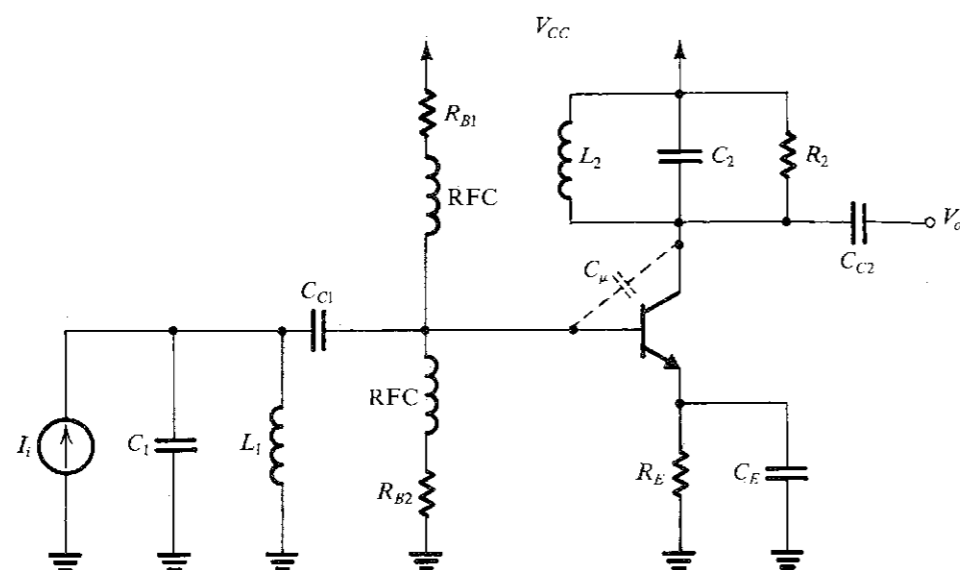 V_CC
R_B1
L_2
C_2
R_2
RFC
V_o
C_C2
C_μ
C_C1
RFC
I_i
C_1
L_1
R_B2
R_E
C_E